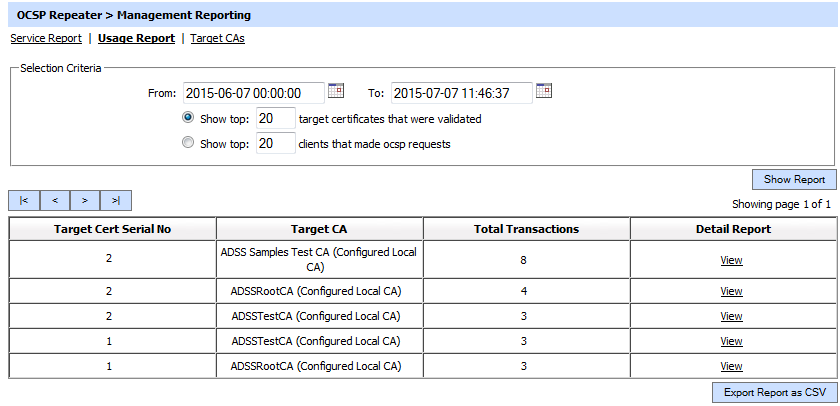 OCSP Repeater > Management Reporting
Service Report | Usage Report | Target CAs
Selection Criteria
From: 2015-06-07 00:00:00 To: 2015-07-07 11:46:37
Show top: 20 target certificates that were validated
Show top: 20 clients that made ocsp requests
Show Report
|< < > >| Showing page 1 of 1
Target Cert Serial No Target CA Total Transactions Detail Report
2 ADSS Samples Test CA (Configured Local CA) 8 View
2 ADSSRootCA (Configured Local CA) 4 View
2 ADSSTestCA (Configured Local CA) 3 View
1 ADSSTestCA (Configured Local CA) 3 View
1 ADSSRootCA (Configured Local CA) 3 View
Export Report as CSV